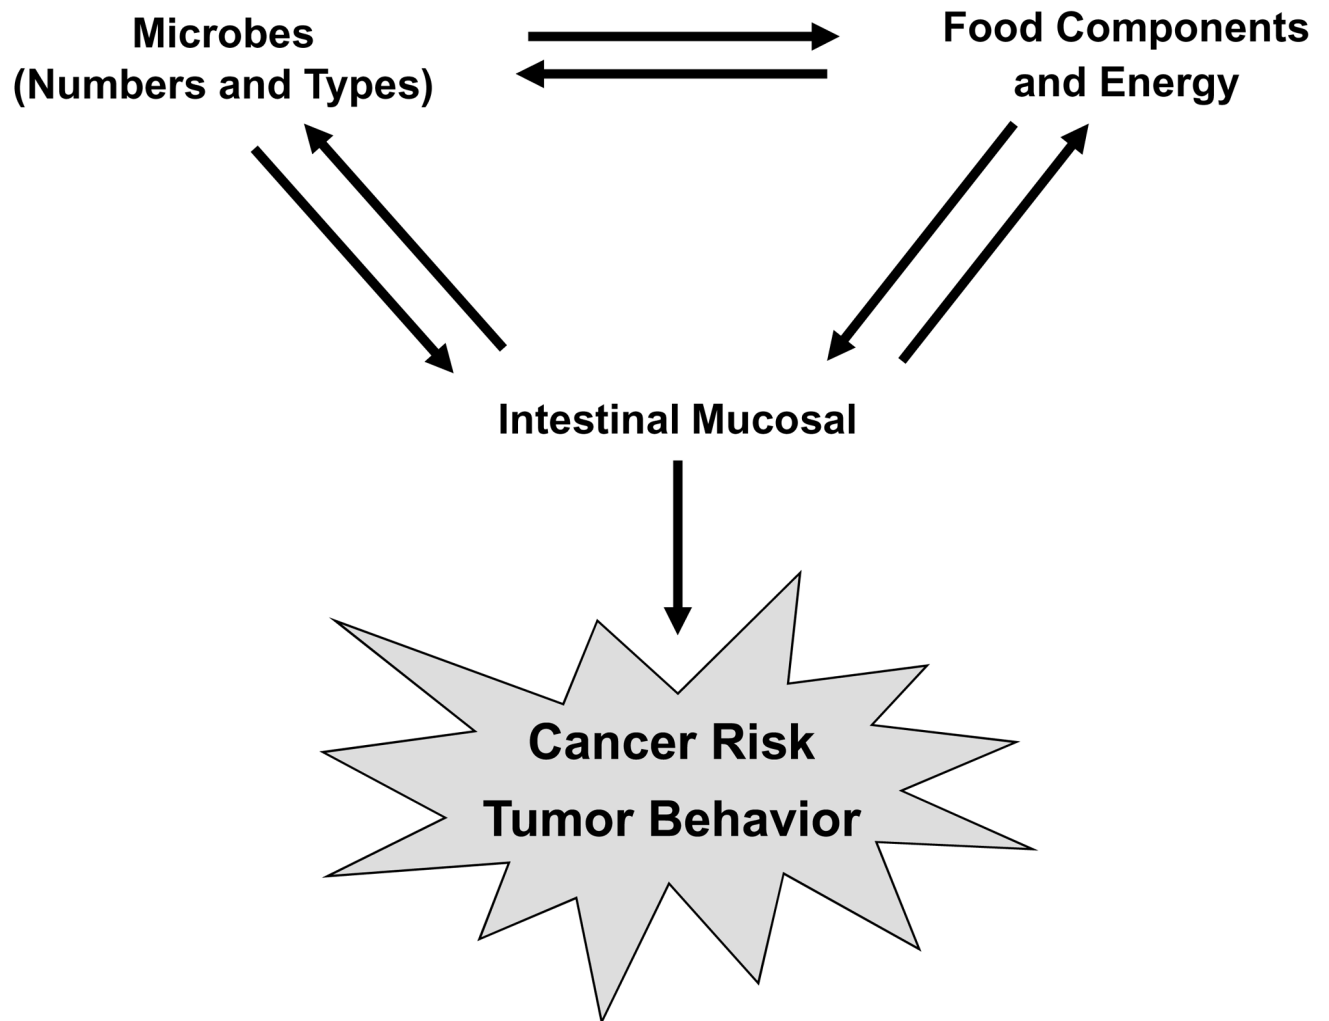 Microbes
(Numbers and Types)
Food Components
and Energy
Intestinal Mucosal
Cancer Risk
Tumor Behavior